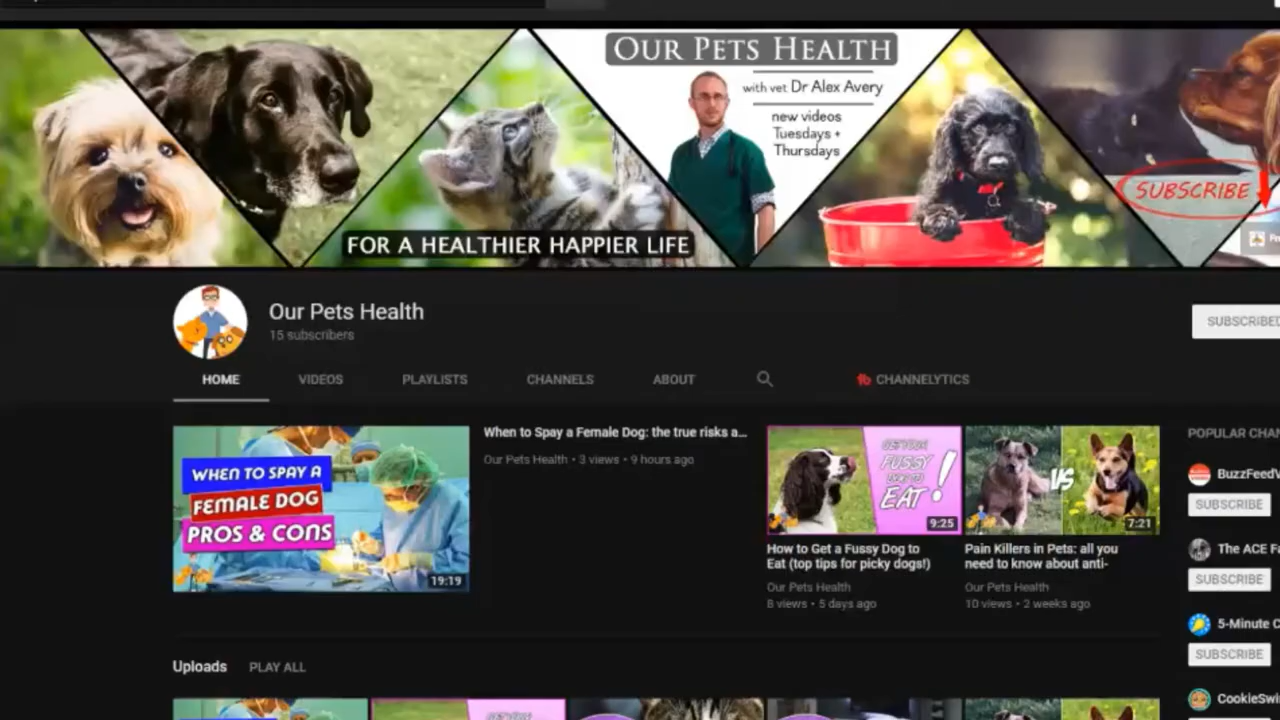 OUR PETS HEALTH
with vet Dr Alex Avery
new videos
Tuesdays +
Thursdays
SUBSCRIBE
FOR A HEALTHIER HAPPIER LIFE
Our Pets Health
15 subscribers
SUBSCRIBED
HOME
VIDEOS
PLAYLISTS
CHANNELS
ABOUT
CHANNELYTICS
WHEN TO SPAY A
FEMALE DOG
PROS & CONS
19:19
When to Spay a Female Dog: the true risks a...
Our Pets Health • 3 views • 9 hours ago
FUSSY
EAT !
9:25
How to Get a Fussy Dog to
Eat (top tips for picky dogs!)
Our Pets Health
8 views • 5 days ago
VS
7:21
Pain Killers in Pets: all you
need to know about anti-
Our Pets Health
10 views • 2 weeks ago
POPULAR CHAN
BuzzFeedV
SUBSCRIBE
The ACE Fa
SUBSCRIBE
5-Minute C
SUBSCRIBE
CookieSwi
Uploads
PLAY ALL